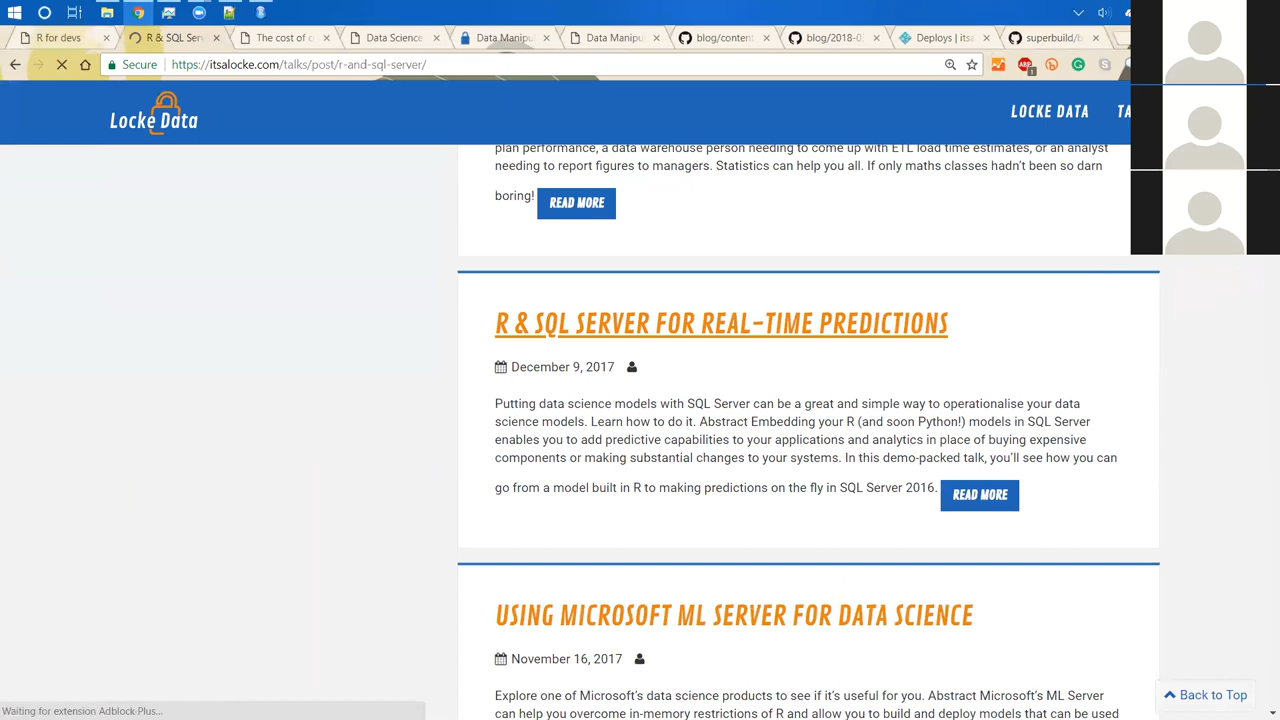 R for devs
R & SQL Ser
The cost of c
Data Science
Data Manipul
Data Manipul
blog/content
blog/2018-03
Deploys | itsa
superbuild/b
Secure
https://itsalocke.com/talks/post/r-and-sql-server/
ABP
1
Locke Data
LOCKE DATA
TA
plan performance, a data warehouse person needing to come up with ETL load time estimates, or an analyst
needing to report figures to managers. Statistics can help you all. If only maths classes hadn't been so darn
boring! READ MORE
R & SQL SERVER FOR REAL-TIME PREDICTIONS
December 9, 2017
Putting data science models with SQL Server can be a great and simple way to operationalise your data
science models. Learn how to do it. Abstract Embedding your R (and soon Python!) models in SQL Server
enables you to add predictive capabilities to your applications and analytics in place of buying expensive
components or making substantial changes to your systems. In this demo-packed talk, you'll see how you can
go from a model built in R to making predictions on the fly in SQL Server 2016. READ MORE
USING MICROSOFT ML SERVER FOR DATA SCIENCE
November 16, 2017
Explore one of Microsoft's data science products to see if it's useful for you. Abstract Microsoft's ML Server
can help you overcome in-memory restrictions of R and allow you to build and deploy models that can be used
Back to Top
Waiting for extension Adblock Plus...